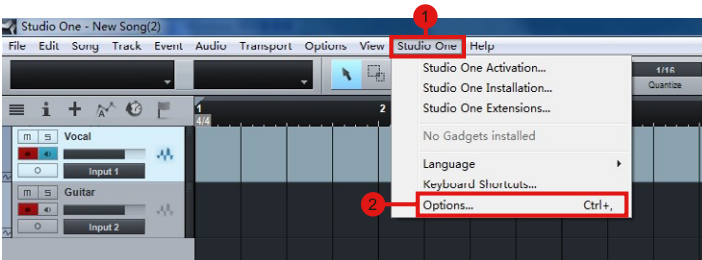 Studio One - New Song(2)
1
File Edit Song Track Event Audio Transport Options View Studio One Help
Studio One Activation...
Studio One Installation...
Studio One Extensions...
No Gadgets installed
Language
Keyboard Shortcuts...
2 Options... Ctrl+,
1/16
Quantize
1 2
4/4
m s Vocal
Input 1
m s Guitar
Input 2